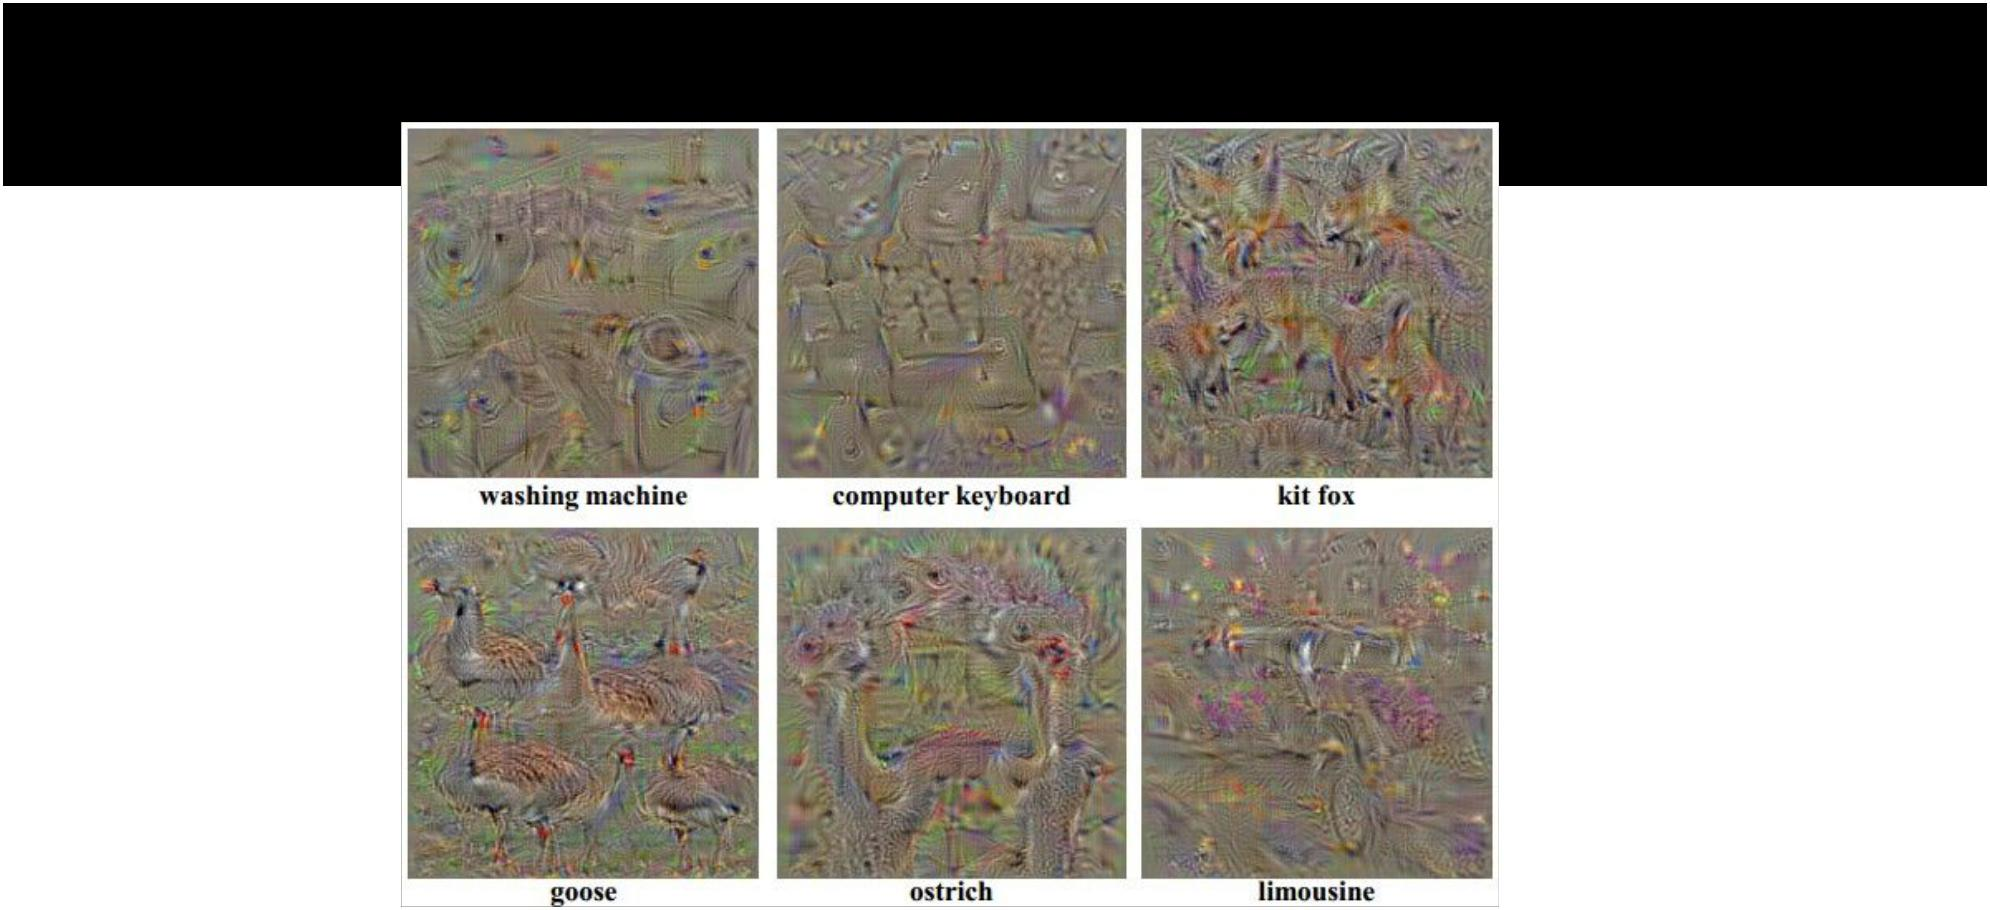 washing machine
computer keyboard
kit fox
goose
ostrich
limousine